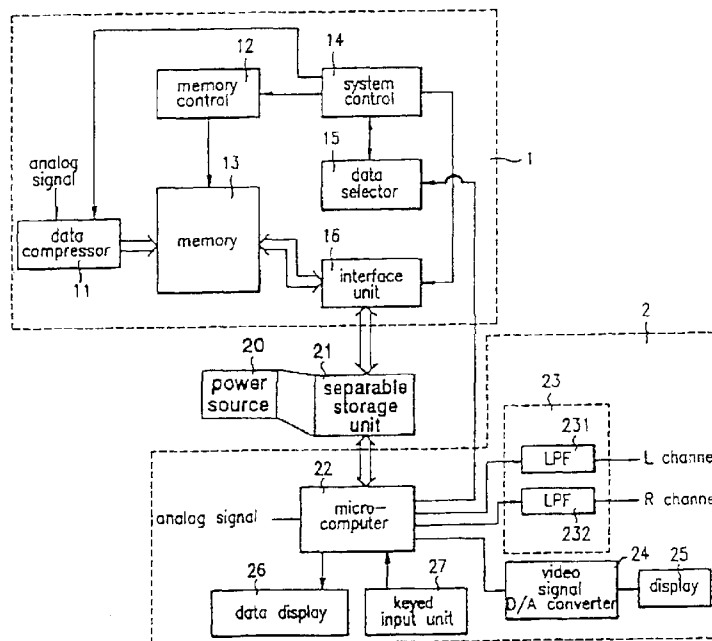 12
memory
control
14
system
control
15
data
selector
1
analog
signal
13
memory
data
compressor
11
16
interface
unit
2
20
power
source
21
separable
storage
unit
23
231
LPF
L channel
LPF
232
R channel
22
micro-
computer
analog signal
26
data display
27
keyed
input unit
24
video
signal
D/A converter
25
display